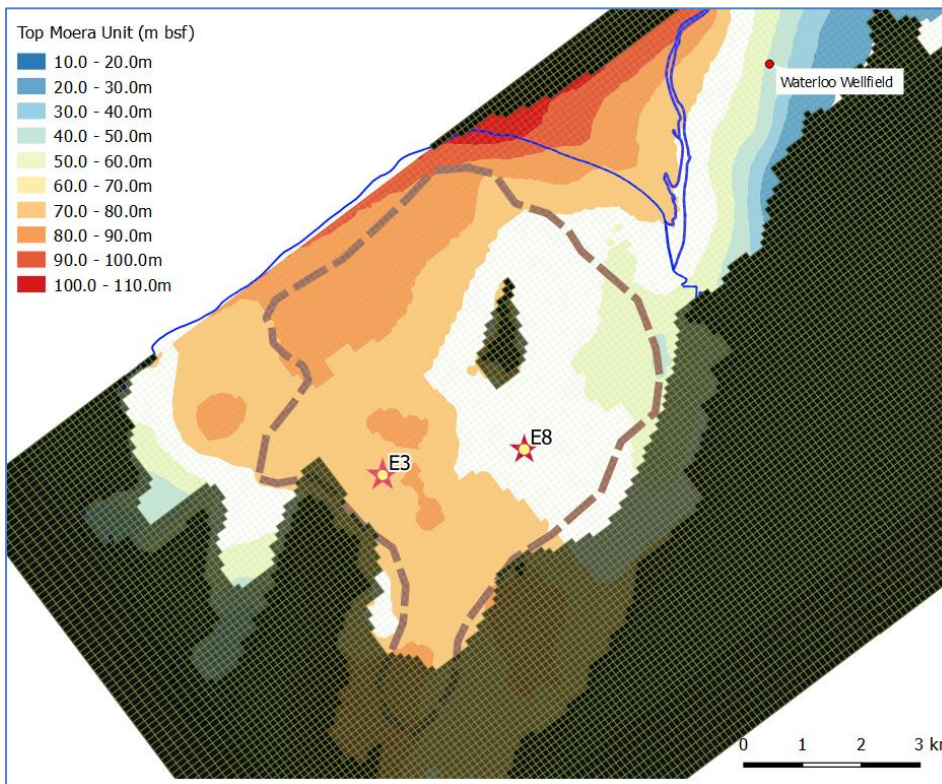 Top Moera Unit (m bsf)
10.0 - 20.0m
20.0 - 30.0m
30.0 - 40.0m
40.0 - 50.0m
50.0 - 60.0m
60.0 - 70.0m
70.0 - 80.0m
80.0 - 90.0m
90.0 - 100.0m
100.0 - 110.0m
Waterloo Wellfield
E8
E3
0 1 2 3 km